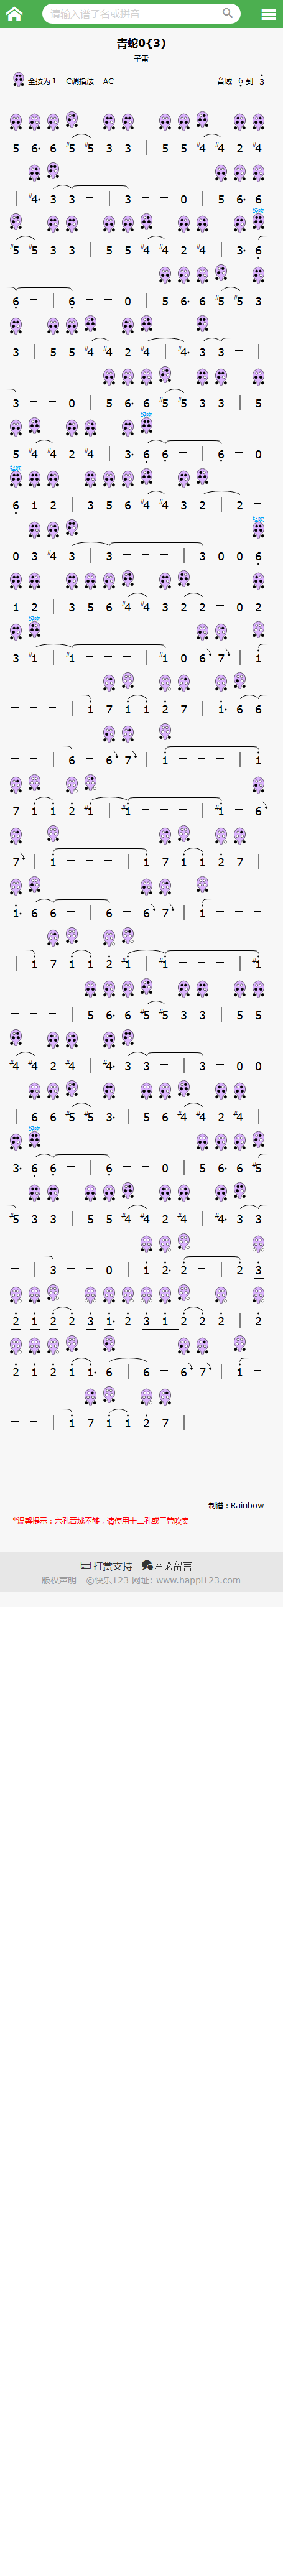 请输入谱子名或拼音
青蛇0{3}
子雷
全按为 1 C调指法 AC 音域 6 到 3
5 6· 6 #5 #5 3 3 | 5 5 #4 #4 2 #4
| #4· 3 3 − | 3 − − 0 | 5 6· 6
轻吹
#5 #5 3 3 | 5 5 #4 #4 2 #4 | 3· 6
6 − | 6 − − 0 | 5 6· 6 #5 #5 3
3 | 5 5 #4 #4 2 #4 | #4· 3 3 − |
3 − − 0 | 5 6· 6 #5 #5 3 3 | 5
轻吹
5 #4 #4 2 #4 | 3· 6 6 − | 6 − 0
轻吹
6 1 2 | 3 5 6 #4 #4 3 2 | 2 −
轻吹
0 3 #4 3 | 3 − − − | 3 0 0 6
1 2 | 3 5 6 #4 #4 3 2 2 − 0 2
轻吹
3 #1 | #1 − − − | #1 0 6 7 | 1
− − − | 1 7 1 1 2 7 | 1· 6 6
− − | 6 − 6 7 | 1 − − − | 1
7 1 1 2 #1 | #1 − − − | #1 − 6
7 | 1 − − − | 1 7 1 1 2 7 |
1· 6 6 − | 6 − 6 7 | 1 − − −
| 1 7 1 1 2 #1 | #1 − − − | #1
− − − | 5 6· 6 #5 #5 3 3 | 5 5
#4 #4 2 #4 | #4· 3 3 − | 3 − 0 0
| 6 6 #5 #5 3· | 5 6 #4 #4 2 #4 |
轻吹
3· 6 6 − | 6 − − 0 | 5 6· 6 #5
#5 3 3 | 5 5 #4 #4 2 #4 | #4· 3 3
− − | 3 − − 0 | 1 2· 2 − | 2 3
2 1 2 2 3 1· 2 3 1 2 2 2 | 2
2 1 2 1 1· 6 | 6 − 6 7 | 1 −
− − | 1 7 1 1 2 7 |
制谱：Rainbow
*温馨提示：六孔音域不够，请使用十二孔或三管吹奏
打赏支持 评论留言
版权声明 ©快乐123 网址: www.happi123.com